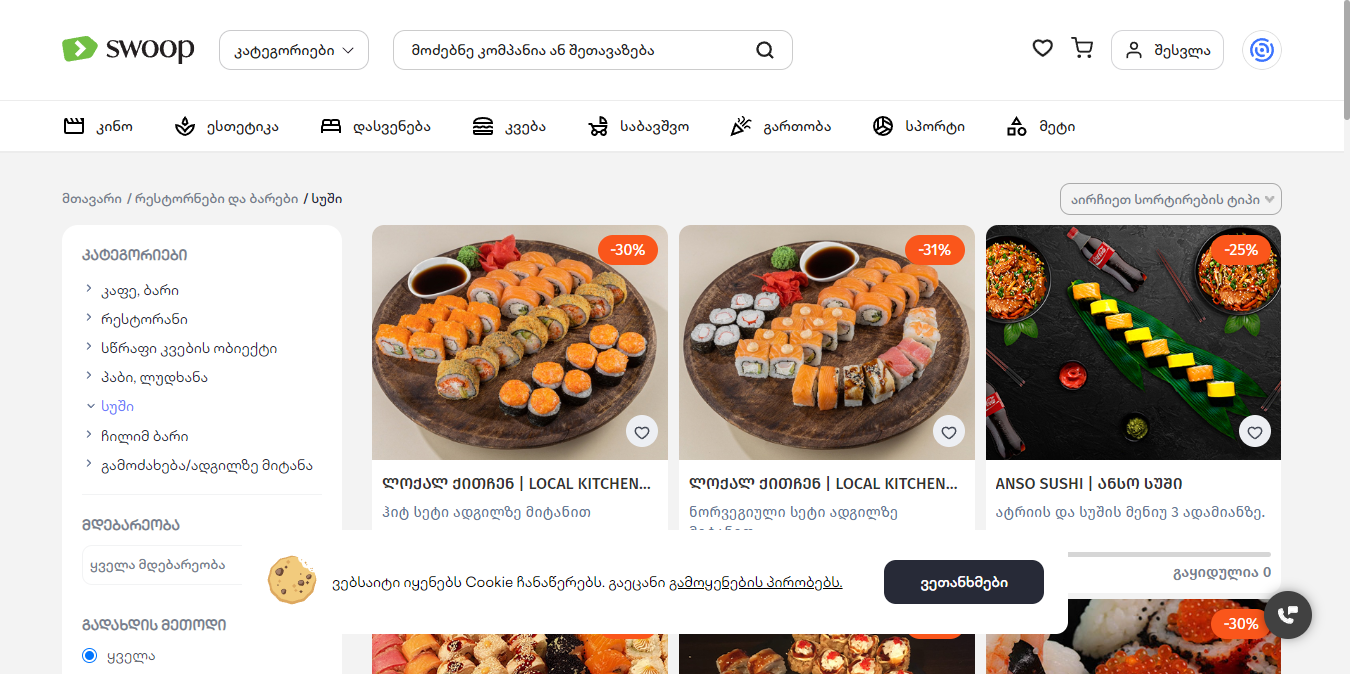 swoop
კატეგორიები
მოძებნე კომპანია ან შეთავაზება
შესვლა
კინო
ესთეტიკა
დასვენება
კვება
საბავშვო
გართობა
სპორტი
მეტი
მთავარი / რესტორნები და ბარები / სუში
აირჩიეთ სორტირების ტიპი
კატეგორიები
კაფე, ბარი
რესტორანი
სწრაფი კვების ობიექტი
პაბი, ლუდხანა
სუში
ჩილიმ ბარი
გამოძახება/ადგილზე მიტანა
მდებარეობა
ყველა მდებარეობა
გადახდის მეთოდი
ყველა
-30%
ლოქალ ქითჩენ | LOCAL KITCHEN...
ჰიტ სეტი ადგილზე მიტანით
-31%
ლოქალ ქითჩენ | LOCAL KITCHEN...
ნორვეგიული სეტი ადგილზე
-25%
ANSO SUSHI | ანსო სუში
ატრიის და სუშის მენიუ 3 ადამიანზე.
გაყიდულია 0
-30%
ვებსაიტი იყენებს Cookie ჩანაწერებს. გაეცანი გამოყენების პირობებს.
ვეთანხმები